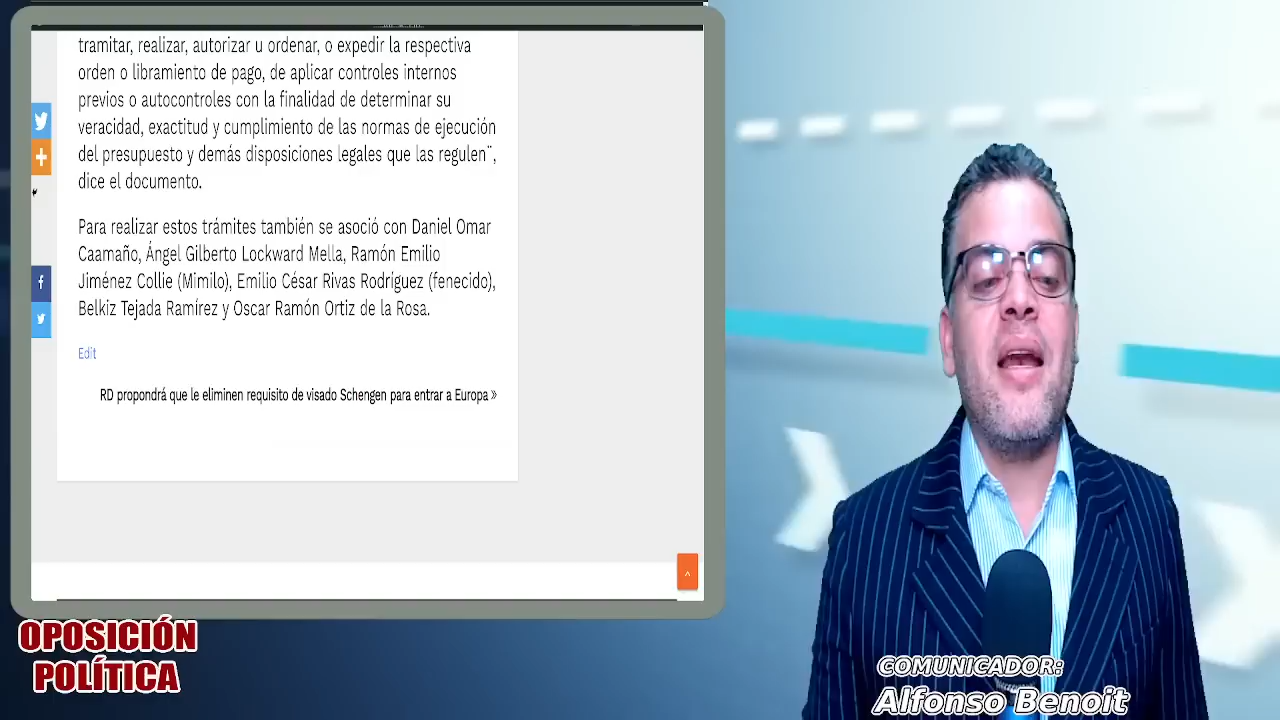 tramitar, realizar, autorizar u ordenar, o expedir la respectiva
orden o libramiento de pago, de aplicar controles internos
previos o autocontroles con la finalidad de determinar su
veracidad, exactitud y cumplimiento de las normas de ejecución
del presupuesto y demás disposiciones legales que las regulen¨,
dice el documento.
Para realizar estos trámites también se asoció con Daniel Omar
Caamaño, Ángel Gilberto Lockward Mella, Ramón Emilio
Jiménez Collie (Mimilo), Emilio César Rivas Rodríguez (fenecido),
Belkiz Tejada Ramírez y Oscar Ramón Ortiz de la Rosa.
Edit
RD propondrá que le eliminen requisito de visado Schengen para entrar a Europa »
OPOSICIÓN
POLÍTICA
COMUNICADOR:
Alfonso Benoit